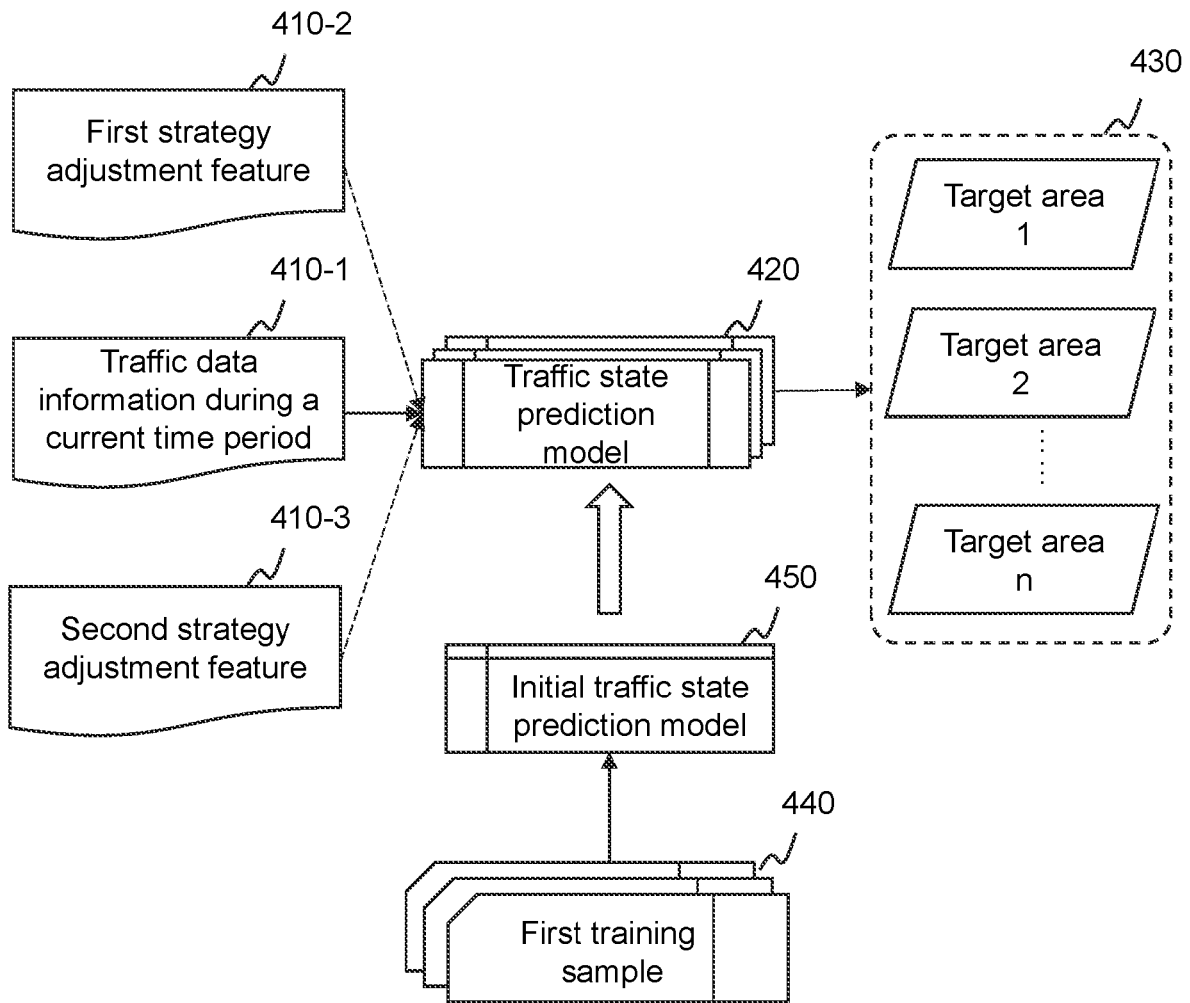 410-2
First strategy
adjustment feature
410-1
Traffic data
information during a
current time period
410-3
Second strategy
adjustment feature
420
Traffic state
prediction
model
450
Initial traffic state
prediction model
440
First training
sample
430
Target area
1
Target area
2
Target area
n